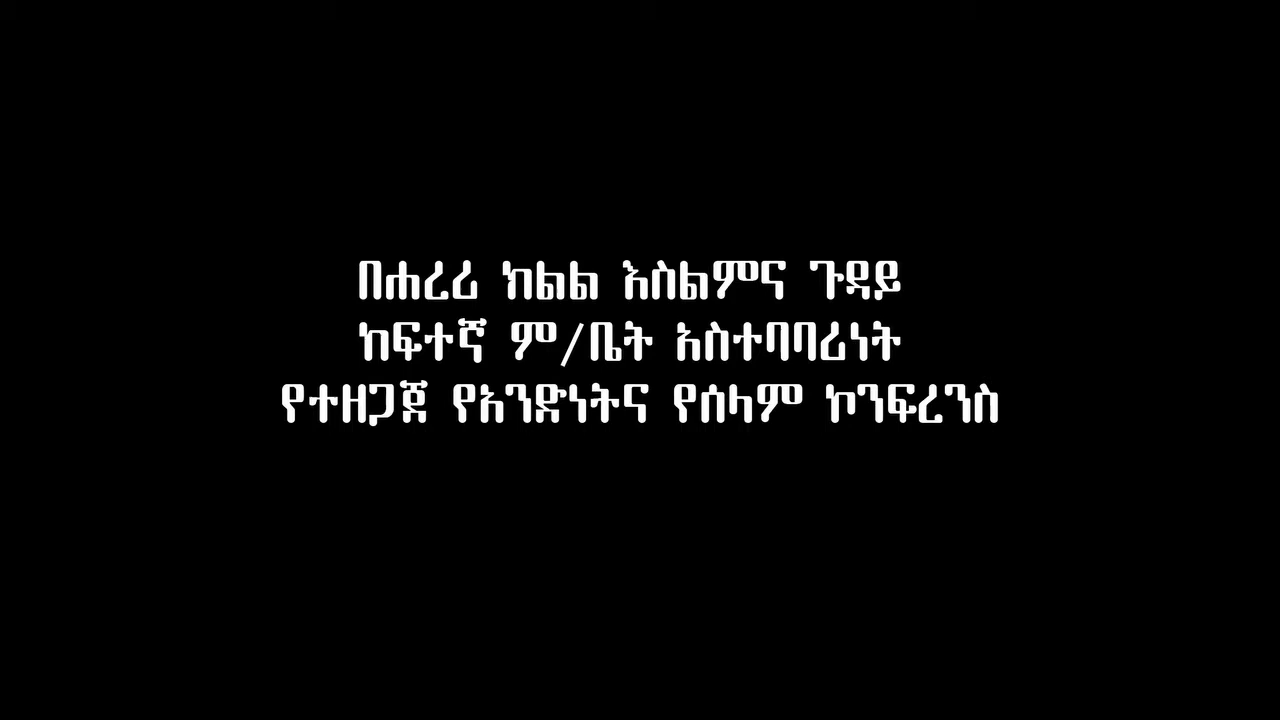 በሐረሪ ክልል እስልምና ጉዳይ
ከፍተኛ ም/ቤት አስተባባሪነት
የተዘጋጀ የአንድነትና የሰላም ኮንፍረንስ